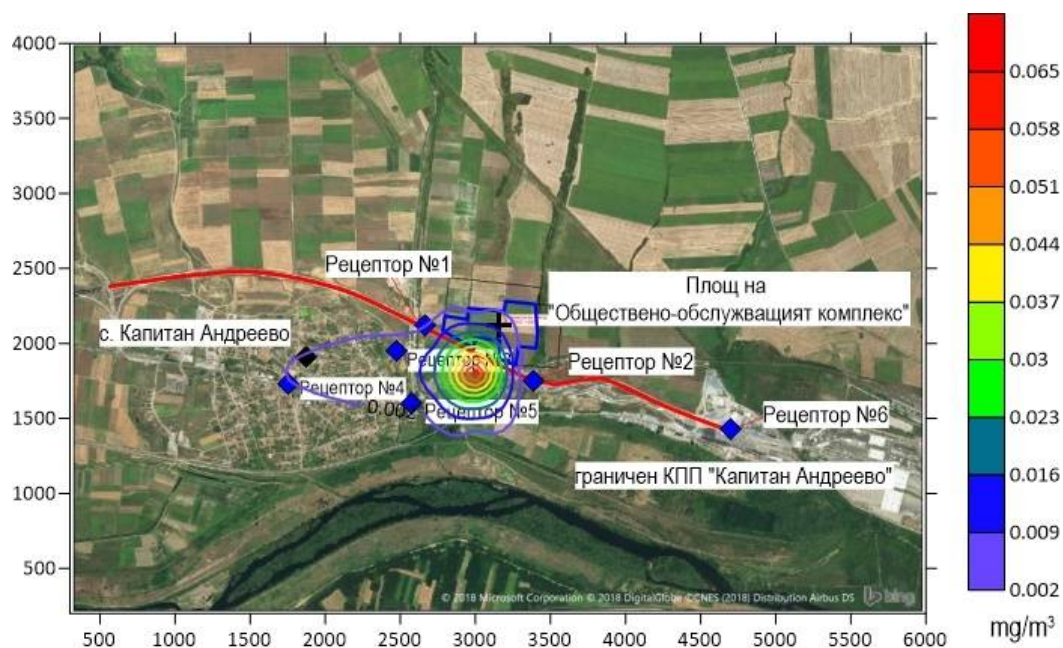 4000
3500
3000
2500
2000
1500
1000
500
500 1000 1500 2000 2500 3000 3500 4000 4500 5000 5500 6000
Рецептор №1
Площ на
"Обществено-обслужващият комплекс"
с. Капитан Андреево
Рецептор
Рецептор №2
Рецептор №4
0.002
Рецептор №5
Рецептор №6
граничен КПП "Капитан Андреево"
© 2018 Microsoft Corporation © 2018 DigitalGlobe ©CNES (2018) Distribution Airbus DS
bing
0.065
0.058
0.051
0.044
0.037
0.03
0.023
0.016
0.009
0.002
mg/m³